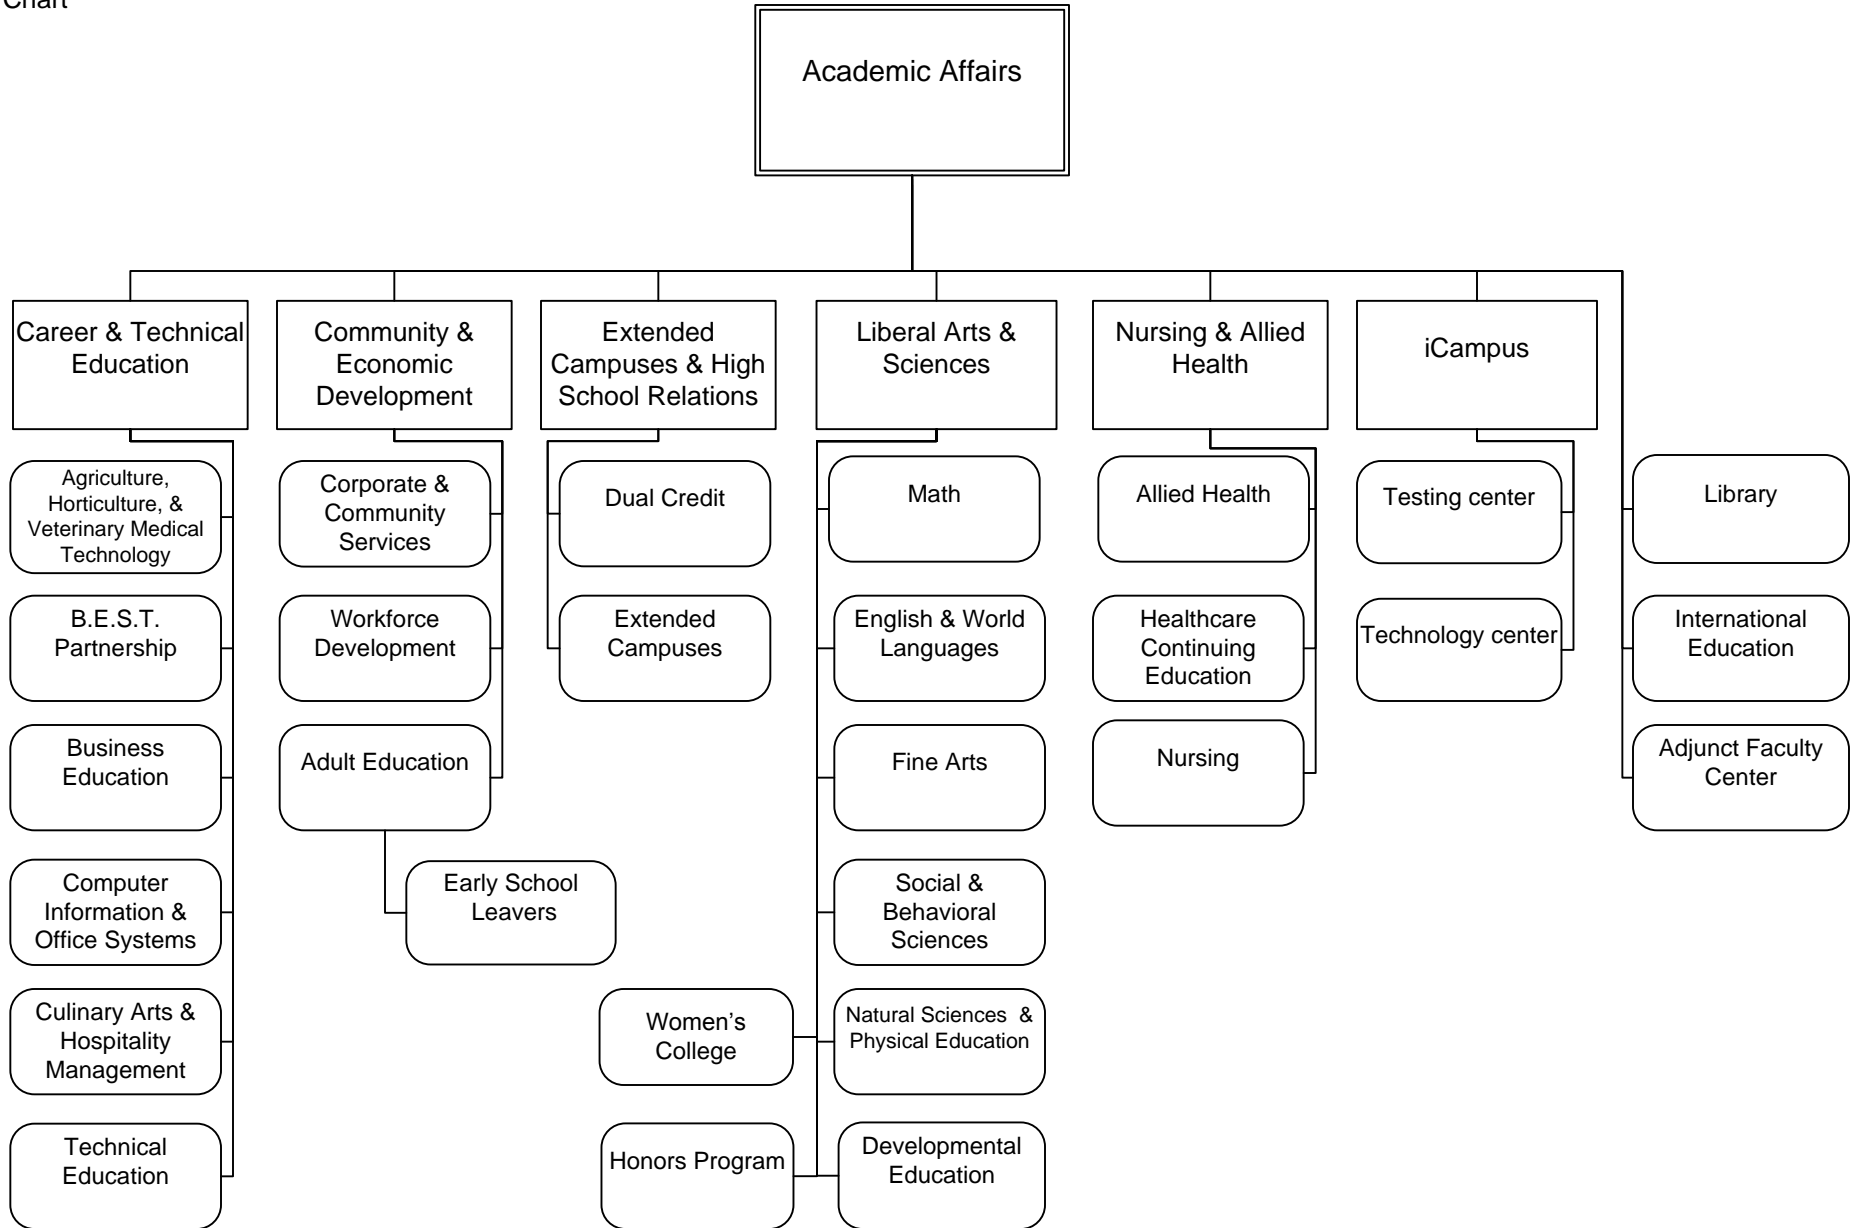 Chart
Academic Affairs
Career & Technical
Education
Community &
Economic
Development
Extended
Campuses & High
School Relations
Liberal Arts &
Sciences
Nursing & Allied
Health
iCampus
Agriculture,
Horticulture, &
Veterinary Medical
Technology
Corporate &
Community
Services
Dual Credit
Math
Allied Health
Testing center
Library
B.E.S.T.
Partnership
Workforce
Development
Extended
Campuses
English & World
Languages
Healthcare
Continuing
Education
Technology center
International
Education
Business
Education
Adult Education
Fine Arts
Nursing
Adjunct Faculty
Center
Computer
Information &
Office Systems
Early School
Leavers
Social &
Behavioral
Sciences
Culinary Arts &
Hospitality
Management
Women’s
College
Natural Sciences &
Physical Education
Technical
Education
Honors Program
Developmental
Education